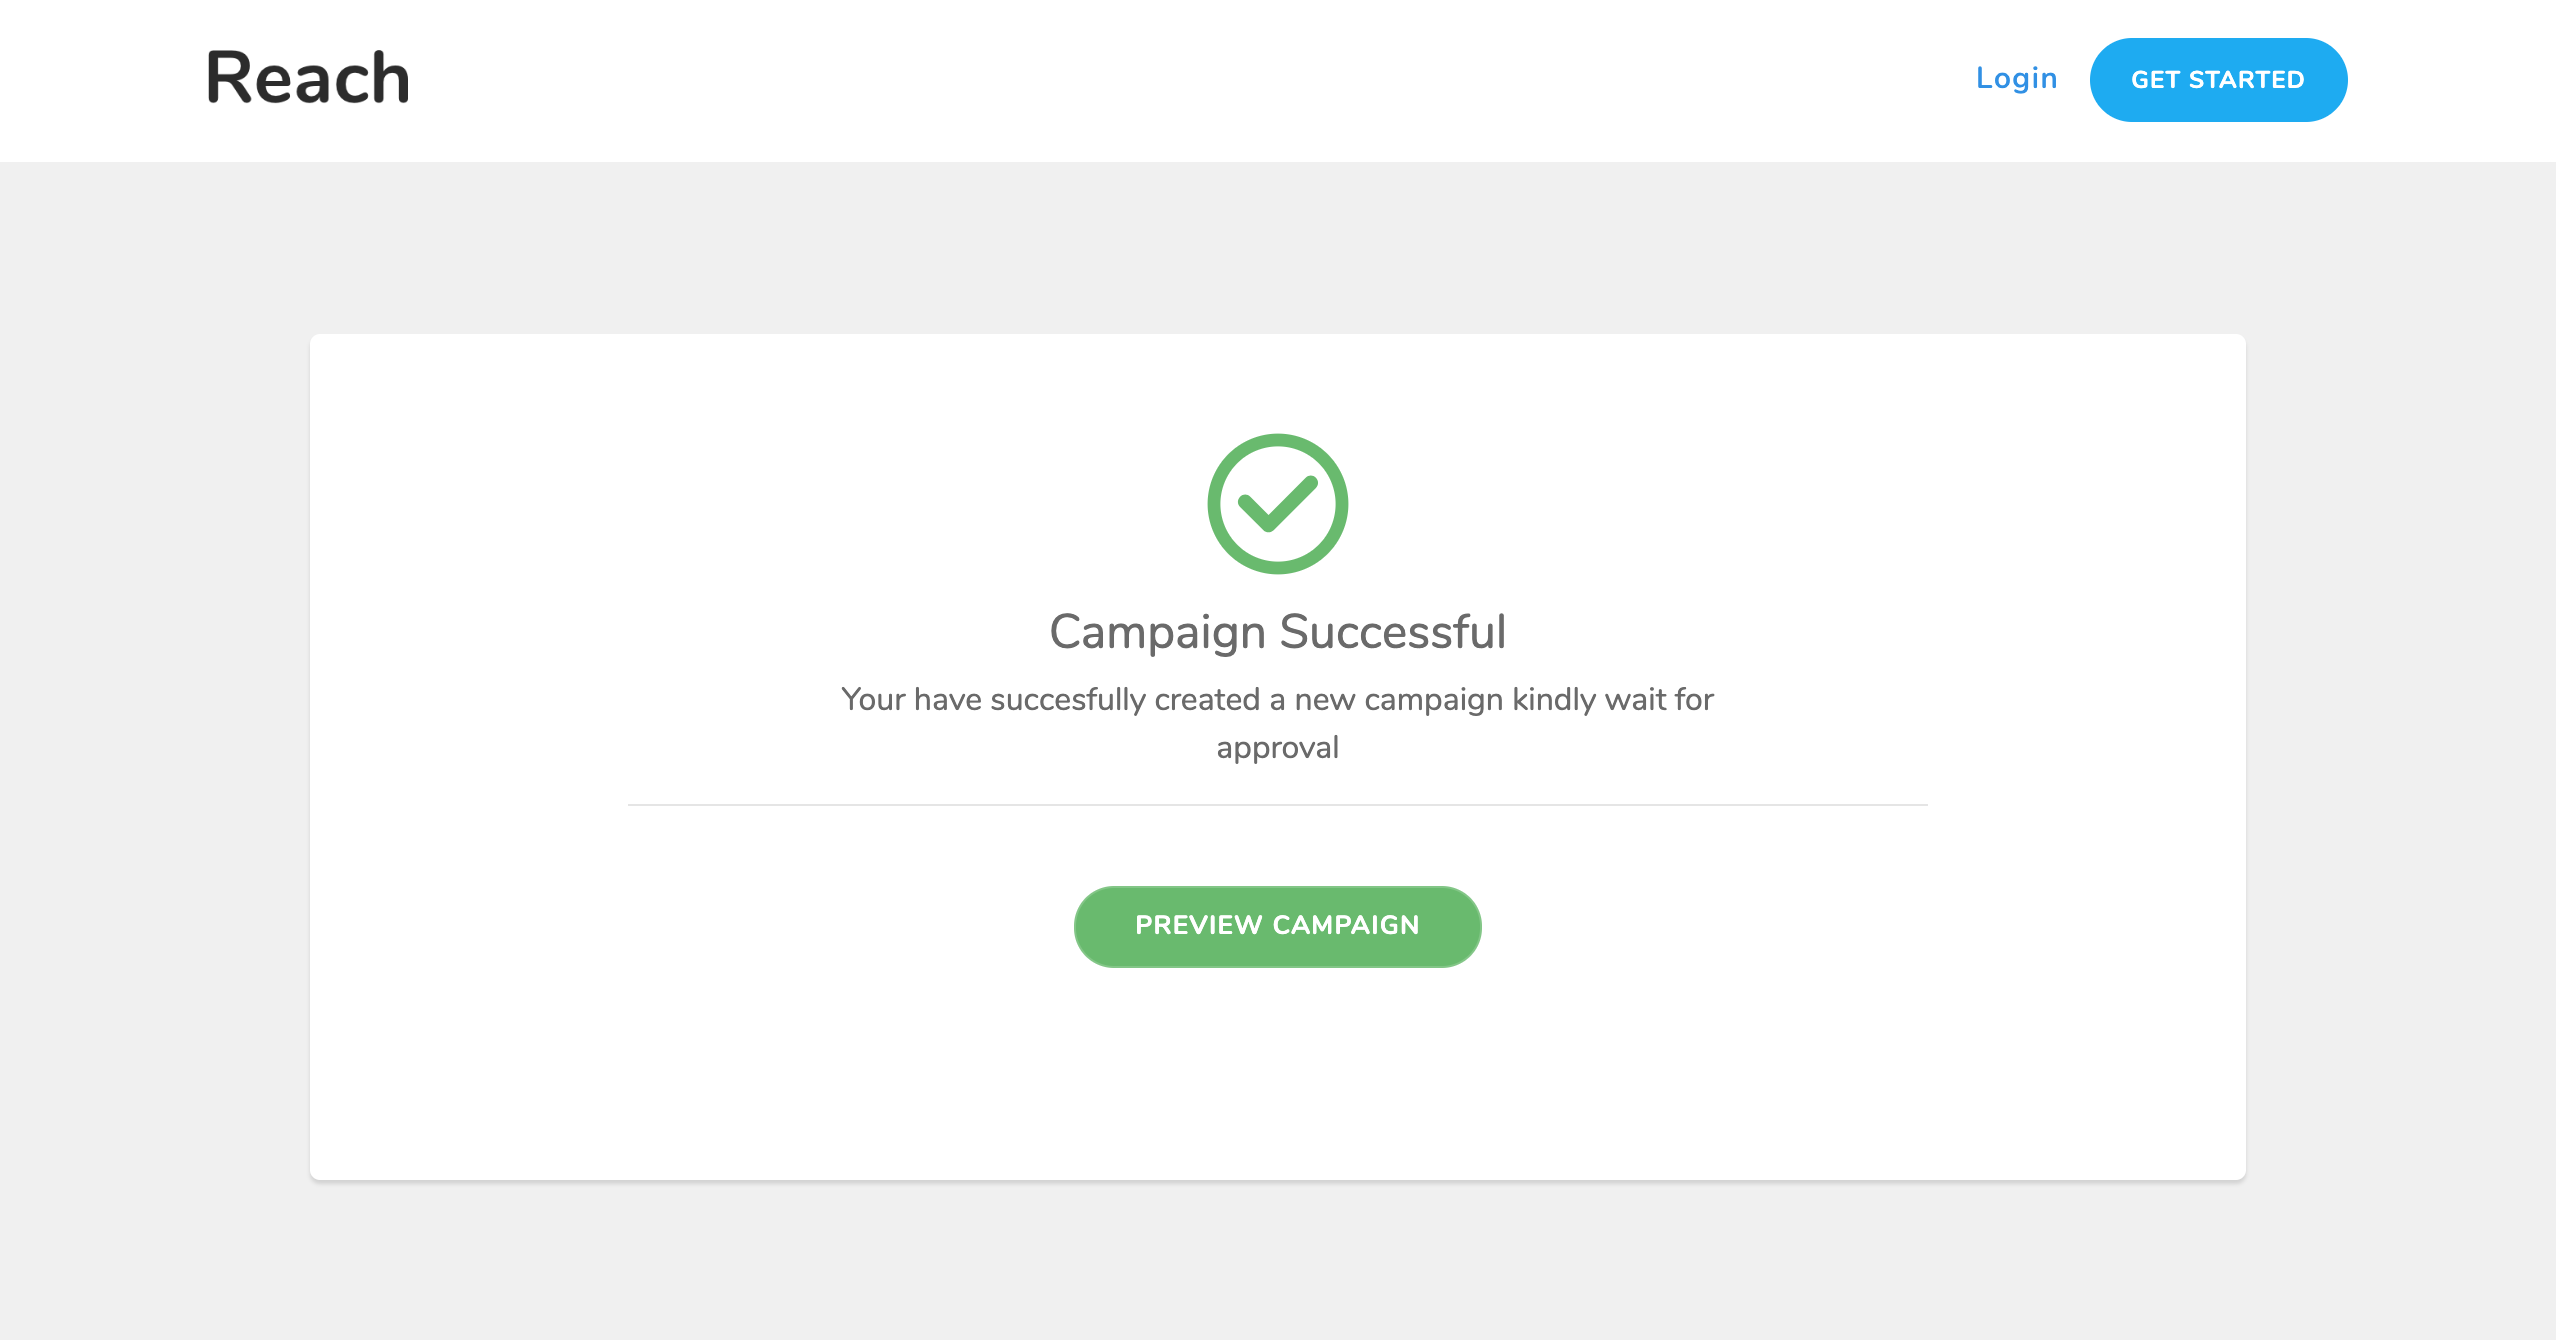 Reach
Login
GET STARTED
Campaign Successful
Your have succesfully created a new campaign kindly wait for
approval
PREVIEW CAMPAIGN